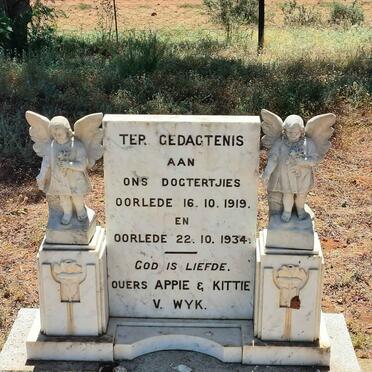 TER GEDAGTENIS
AAN
ONS DOGTERTJIES
OORLEDE 16.10.1919.
EN
OORLEDE 22.10.1934.
GOD IS LIEFDE.
OUERS APPIE & KITTIE
V. WYK.